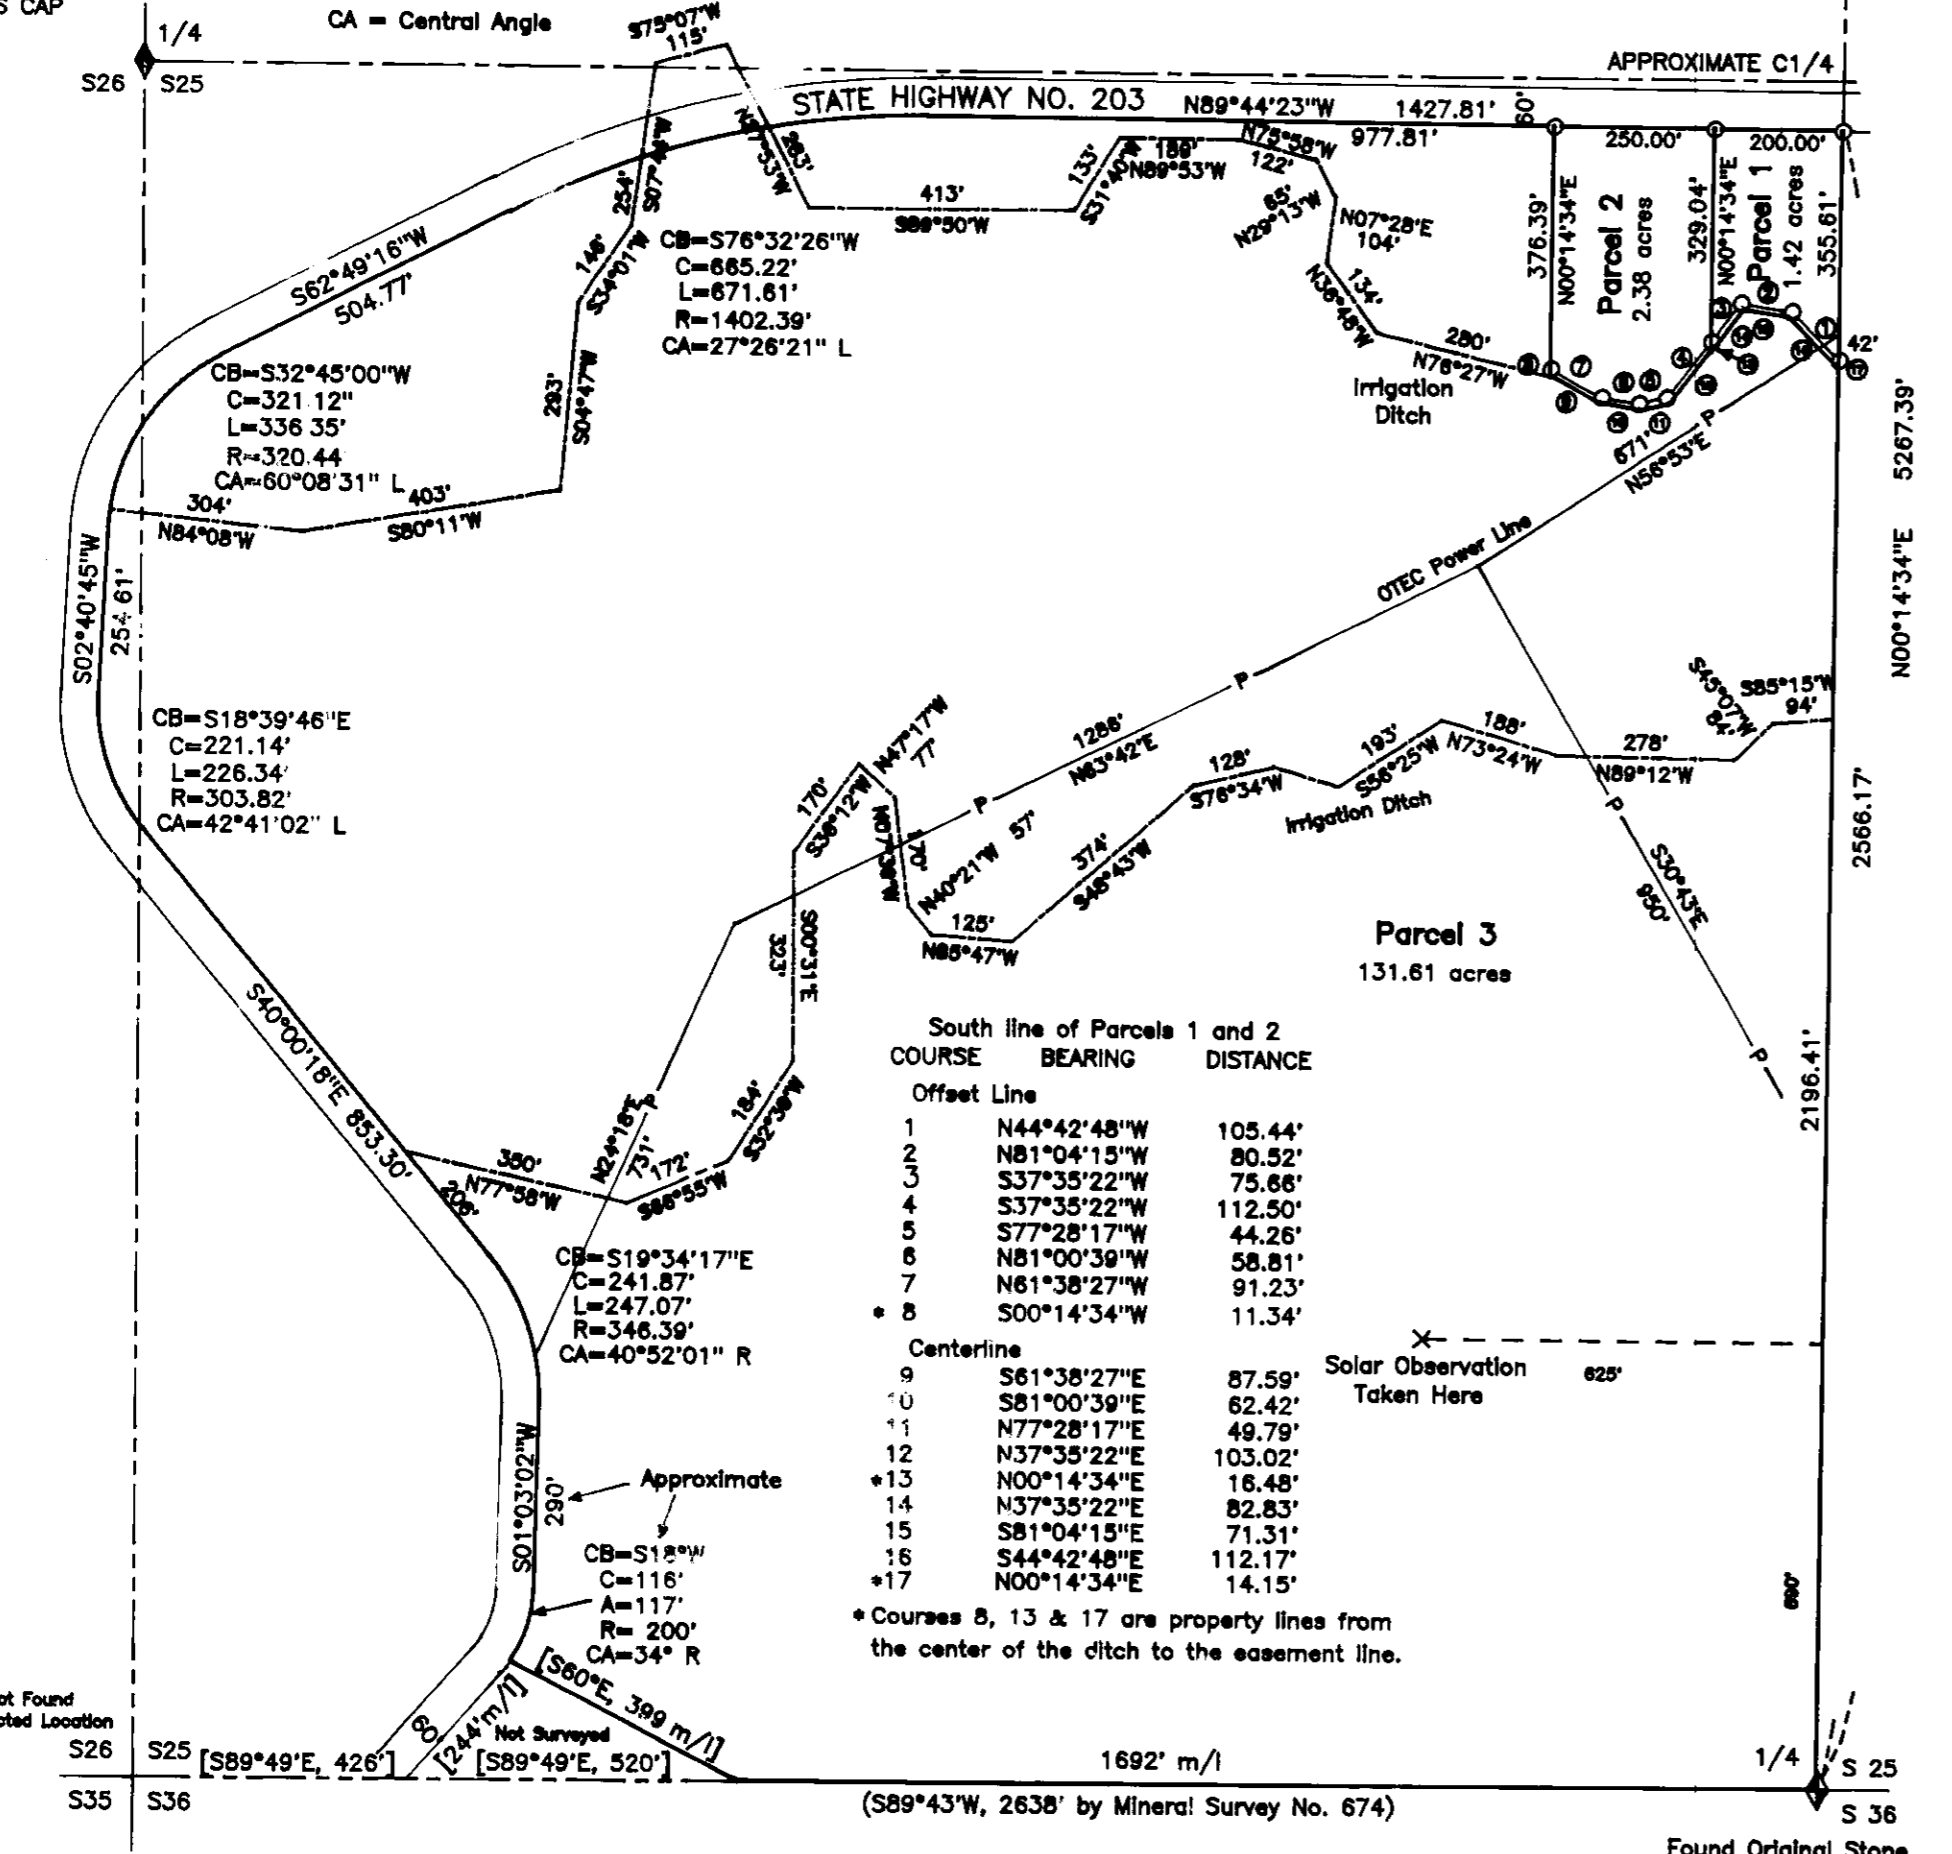 S CAP
1/4
CA = Central Angle
S26
S25
S75°07'W
115'
APPROXIMATE C1/4
STATE HIGHWAY NO. 203
N89°44'23"W
1427.81'
60'
977.81'
250.00'
200.00'
283'
254'
S07°44'W
146'
S34°01'W
293'
S04°47'W
413'
S89°50'W
133'
S31°40'W
189'
N89°53'W
N75°58'W
122'
65'
N29°13'W
N07°28'E
104'
134'
N36°48'W
280'
N76°27'W
Irrigation
Ditch
376.39'
N00°14'34"E
Parcel 2
2.38 acres
329.04'
N00°14'34"E
Parcel 1
1.42 acres
355.61'
42'
671'
N56°53'E
P
S62°49'16"W
504.77'
CB=S76°32'26"W
C=665.22'
L=671.61'
R=1402.39'
CA=27°26'21" L
CB=S32°45'00"W
C=321.12"
L=336 35'
R=320.44
CA=60°08'31" L
304'
N84°08'W
403'
S80°11'W
S02°40'45"W
254 61'
OTEC Power Line
N00°14'34"E 5267.39'
CB=S18°39'46"E
C=221.14'
L=226.34'
R=303.82'
CA=42°41'02" L
170'
S36°12'W
N47°17'W
77'
170'
P
1286'
N63°42'E
P
N40°21'W 57'
125'
N85°47'W
374'
S48°43'W
128'
S76°34'W
193'
S56°25'W
Irrigation Ditch
188'
N73°24'W
278'
N89°12'W
S45°07'W
84'
S85°15'W
94'
P
S30°43'E
950'
P
2566.17'
2196.41'
Parcel 3
131.61 acres
S00°31'E
323'
184'
S32°38'W
S40°00'18"E 853.30'
206'
350'
N77°58'W
N24°18'E
731'
P
172'
S66°55'W
South line of Parcels 1 and 2
COURSE BEARING DISTANCE
Offset Line
1 N44°42'48"W 105.44'
2 N81°04'15"W 80.52'
3 S37°35'22"W 75.66'
4 S37°35'22"W 112.50'
5 S77°28'17"W 44.26'
6 N81°00'39"W 58.81'
7 N61°38'27"W 91.23'
* 8 S00°14'34"W 11.34'
Centerline
9 S61°38'27"E 87.59'
10 S81°00'39"E 62.42'
11 N77°28'17"E 49.79'
12 N37°35'22"E 103.02'
*13 N00°14'34"E 16.48'
14 N37°35'22"E 82.83'
15 S81°04'15"E 71.31'
16 S44°42'48"E 112.17'
*17 N00°14'34"E 14.15'
* Courses 8, 13 & 17 are property lines from
the center of the ditch to the easement line.
CB=S19°34'17"E
C=241.87'
L=247.07'
R=346.39'
CA=40°52'01" R
Solar Observation
Taken Here
625'
690'
S01°03'02"W
290'
Approximate
CB=S18°W
C=116'
A=117'
R= 200'
CA=34° R
[S60°E, 399 m/l]
ot Found
cted Location
60'
[244'm/l]
Not Surveyed
S26
S25
[S89°49'E, 426']
[S89°49'E, 520']
1692' m/l
1/4
S 25
S35
S36
(S89°43'W, 2638' by Mineral Survey No. 674)
S 36
Found Original Stone